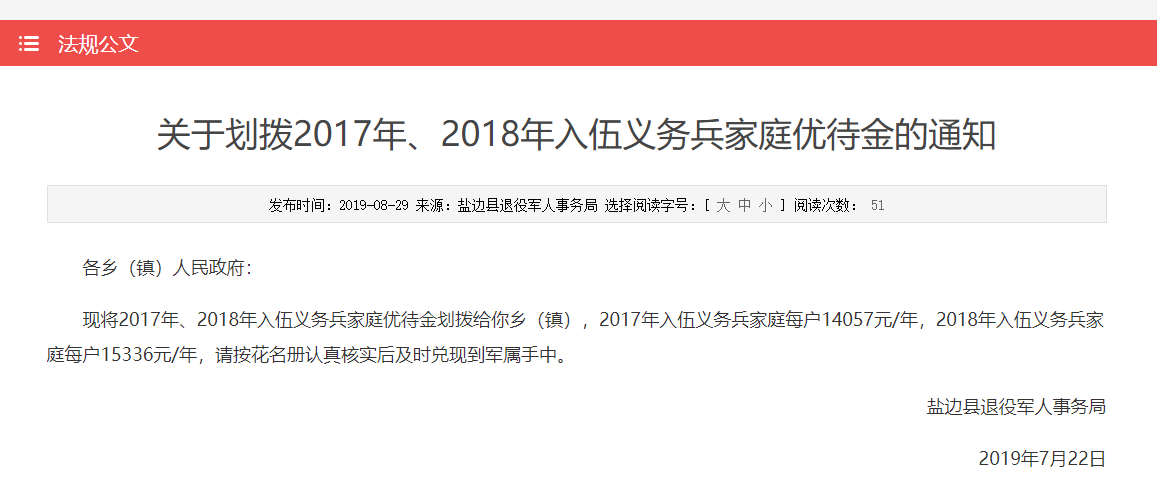 法规公文
关于划拨2017年、2018年入伍义务兵家庭优待金的通知
发布时间：2019-08-29 来源：盐边县退役军人事务局 选择阅读字号：[ 大 中 小 ] 阅读次数： 51
各乡（镇）人民政府：
现将2017年、2018年入伍义务兵家庭优待金划拨给你乡（镇），2017年入伍义务兵家庭每户14057元/年，2018年入伍义务兵家
庭每户15336元/年，请按花名册认真核实后及时兑现到军属手中。
盐边县退役军人事务局
2019年7月22日